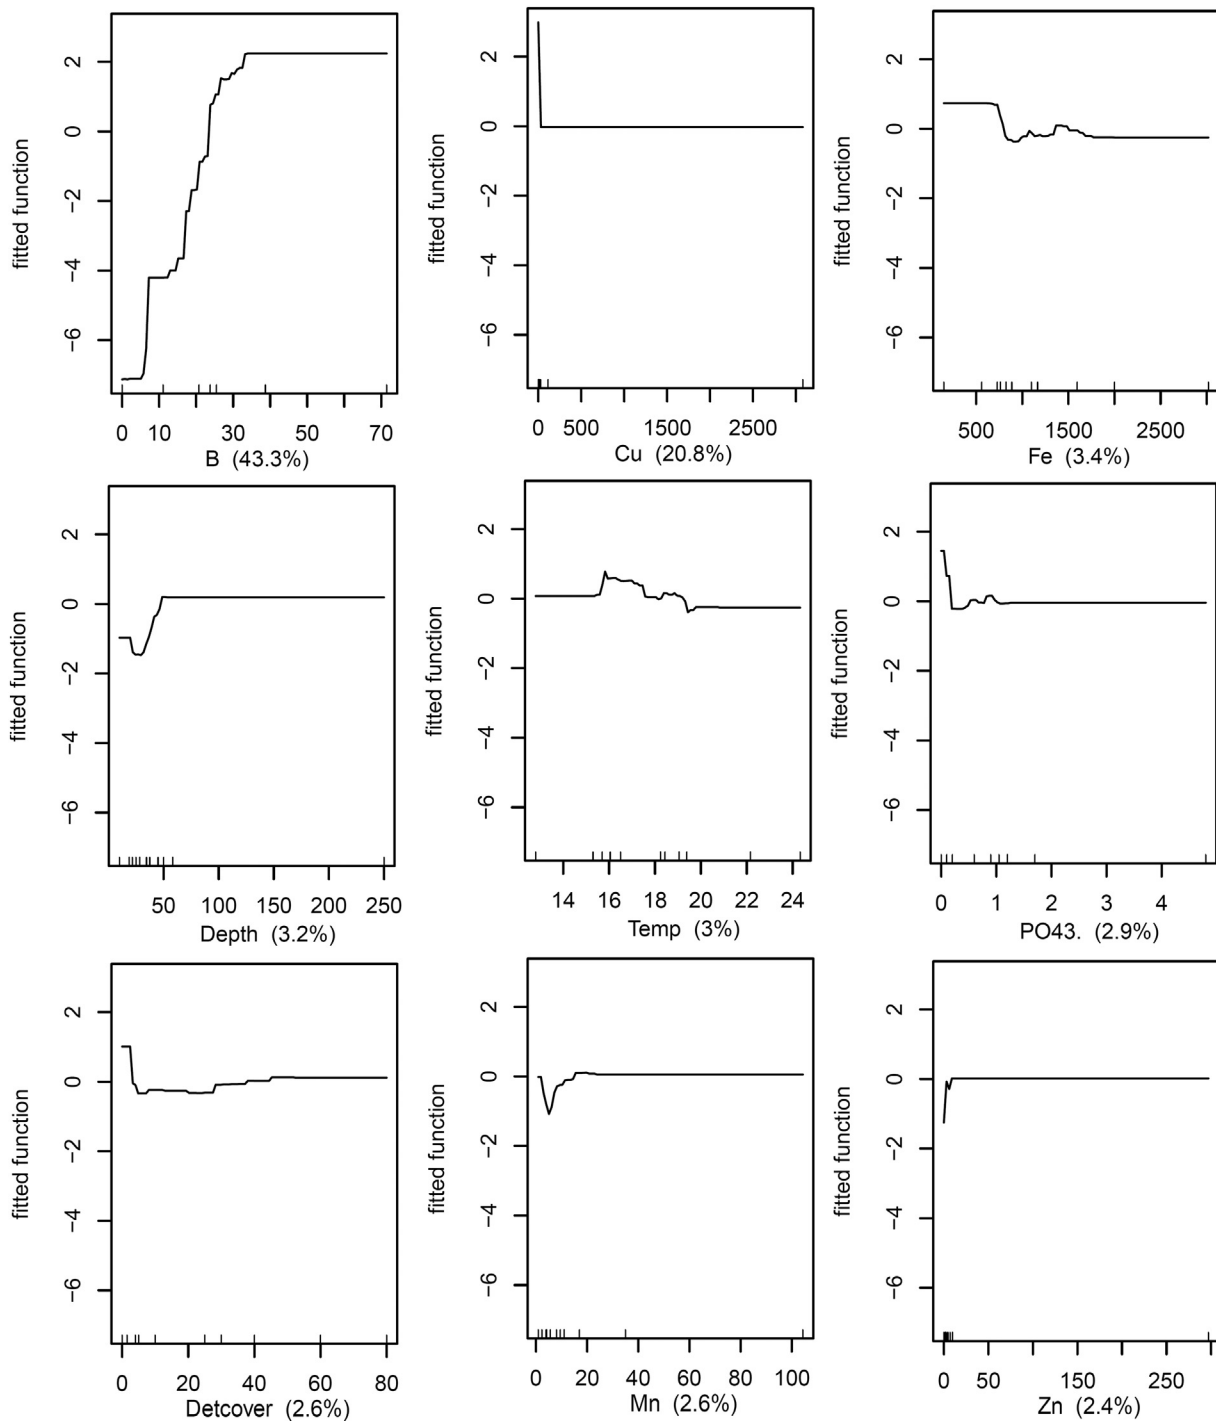 fitted function
2
0
−2
−4
−6
0 10 30 50 70
B (43.3%)
fitted function
2
0
−2
−4
−6
0 500 1500 2500
Cu (20.8%)
fitted function
2
0
−2
−4
−6
500 1500 2500
Fe (3.4%)
fitted function
2
0
−2
−4
−6
50 100 150 200 250
Depth (3.2%)
fitted function
2
0
−2
−4
−6
14 16 18 20 22 24
Temp (3%)
fitted function
2
0
−2
−4
−6
0 1 2 3 4
PO43. (2.9%)
fitted function
2
0
−2
−4
−6
0 20 40 60 80
Detcover (2.6%)
fitted function
2
0
−2
−4
−6
0 20 40 60 80 100
Mn (2.6%)
fitted function
2
0
−2
−4
−6
0 50 150 250
Zn (2.4%)